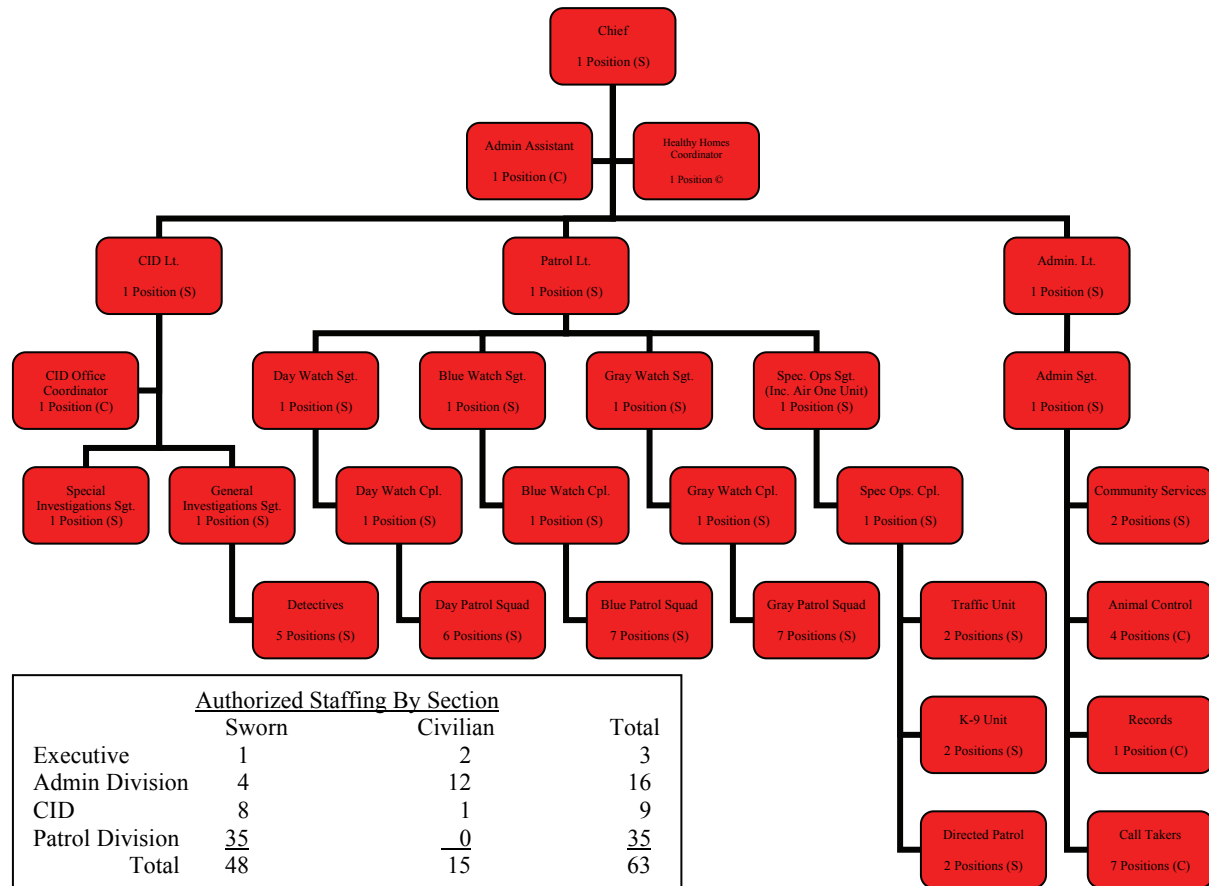 Chief
1 Position (S)
Admin Assistant
1 Position (C)
Healthy Homes
Coordinator
1 Position ©
CID Lt.
1 Position (S)
Patrol Lt.
1 Position (S)
Admin. Lt.
1 Position (S)
CID Office
Coordinator
1 Position (C)
Day Watch Sgt.
1 Position (S)
Blue Watch Sgt.
1 Position (S)
Gray Watch Sgt.
1 Position (S)
Spec. Ops Sgt.
(Inc. Air One Unit)
1 Position (S)
Admin Sgt.
1 Position (S)
Special
Investigations Sgt.
1 Position (S)
General
Investigations Sgt.
1 Position (S)
Day Watch Cpl.
1 Position (S)
Blue Watch Cpl.
1 Position (S)
Gray Watch Cpl.
1 Position (S)
Spec Ops. Cpl.
1 Position (S)
Community Services
2 Positions (S)
Detectives
5 Positions (S)
Day Patrol Squad
6 Positions (S)
Blue Patrol Squad
7 Positions (S)
Gray Patrol Squad
7 Positions (S)
Traffic Unit
2 Positions (S)
Animal Control
4 Positions (C)
K-9 Unit
2 Positions (S)
Records
1 Position (C)
Directed Patrol
2 Positions (S)
Call Takers
7 Positions (C)
Authorized Staffing By Section
Sworn Civilian Total
Executive 1 2 3
Admin Division 4 12 16
CID 8 1 9
Patrol Division 35 0 35
Total 48 15 63